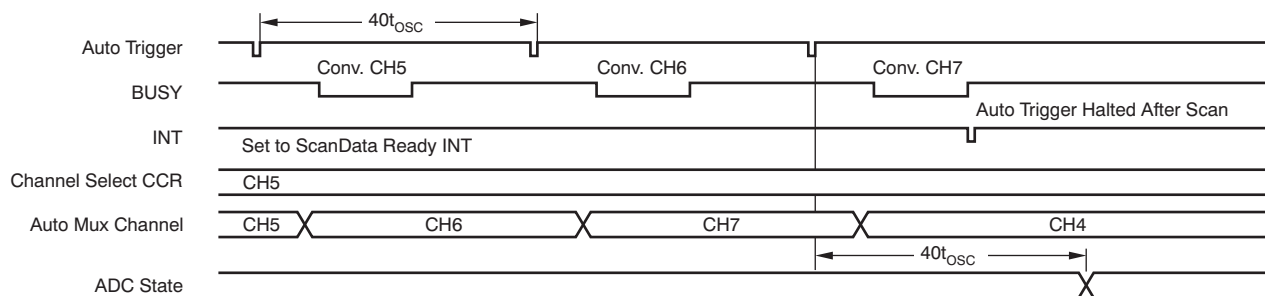 40tOSC
Auto Trigger
Conv. CH5 Conv. CH6 Conv. CH7
BUSY
Auto Trigger Halted After Scan
INT
Set to ScanData Ready INT
Channel Select CCR CH5
Auto Mux Channel CH5 CH6 CH7 CH4
40tOSC
ADC State